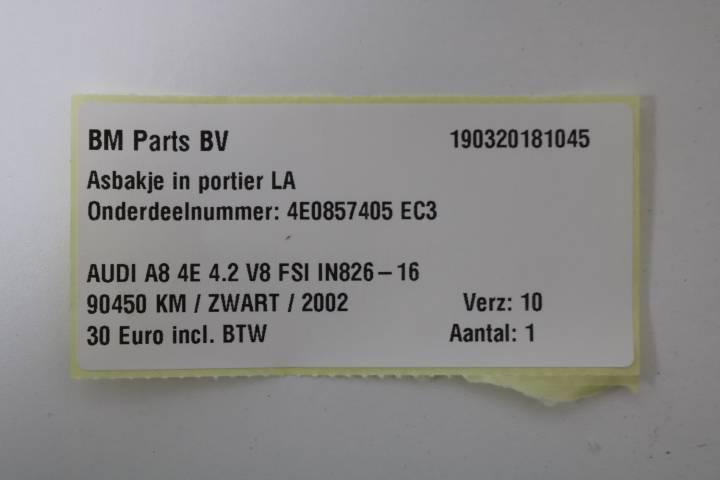 BM Parts BV 190320181045
Asbakje in portier LA
Onderdeelnummer: 4E0857405 EC3
AUDI A8 4E 4.2 V8 FSI IN826-16
90450 KM / ZWART / 2002 Verz: 10
30 Euro incl. BTW Aantal: 1